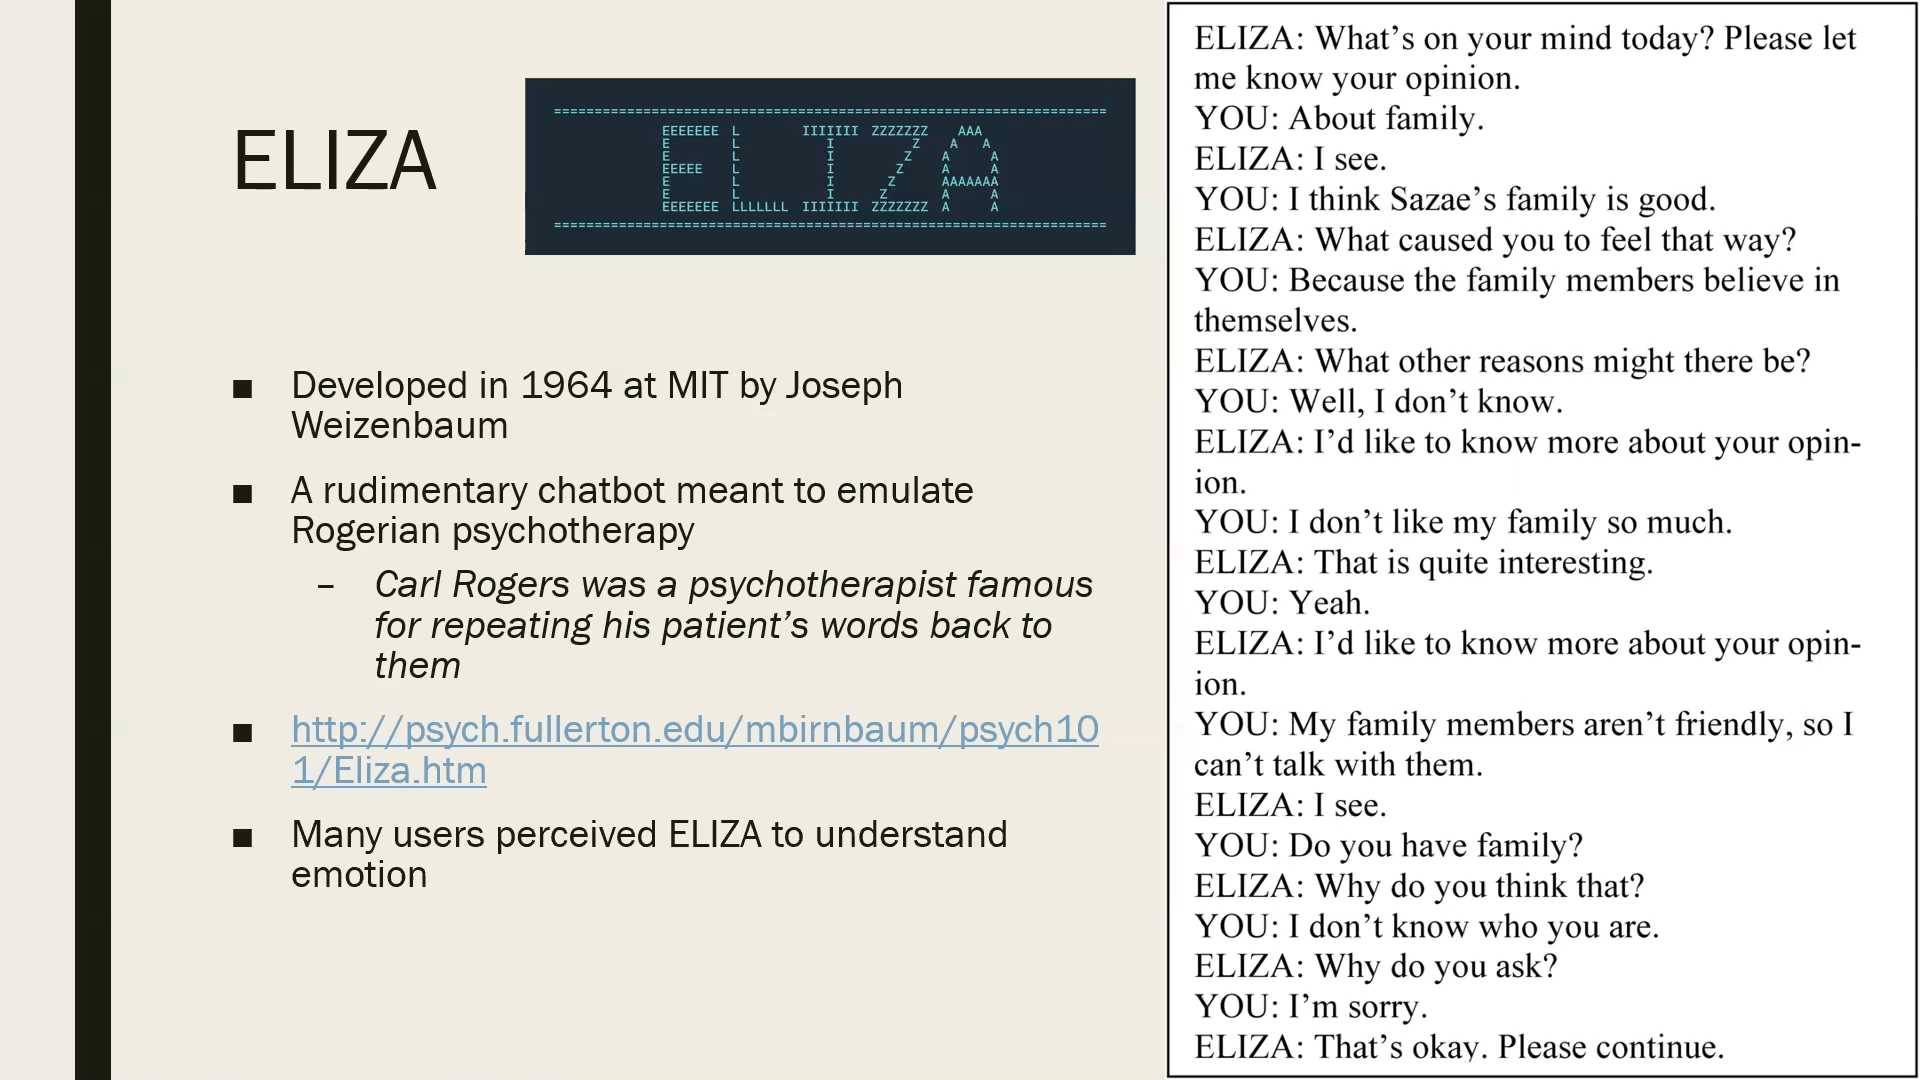 ELIZA
=====================================================================
EEEEEEE L        IIIIIII ZZZZZZZ    AAA
E       L           I          Z   A   A
E       L           I         Z   A     A
EEEEE   L           I        Z    A     A
E       L           I       Z     AAAAAAA
E       L           I      Z      A     A
EEEEEEE LLLLLLL  IIIIIII ZZZZZZZ  A     A
=====================================================================
■ Developed in 1964 at MIT by Joseph
Weizenbaum
■ A rudimentary chatbot meant to emulate
Rogerian psychotherapy
– Carl Rogers was a psychotherapist famous
for repeating his patient’s words back to
them
■ http://psych.fullerton.edu/mbirnbaum/psych10
1/Eliza.htm
■ Many users perceived ELIZA to understand
emotion
ELIZA: What’s on your mind today? Please let
me know your opinion.
YOU: About family.
ELIZA: I see.
YOU: I think Sazae’s family is good.
ELIZA: What caused you to feel that way?
YOU: Because the family members believe in
themselves.
ELIZA: What other reasons might there be?
YOU: Well, I don’t know.
ELIZA: I’d like to know more about your opin-
ion.
YOU: I don’t like my family so much.
ELIZA: That is quite interesting.
YOU: Yeah.
ELIZA: I’d like to know more about your opin-
ion.
YOU: My family members aren’t friendly, so I
can’t talk with them.
ELIZA: I see.
YOU: Do you have family?
ELIZA: Why do you think that?
YOU: I don’t know who you are.
ELIZA: Why do you ask?
YOU: I’m sorry.
ELIZA: That’s okay. Please continue.